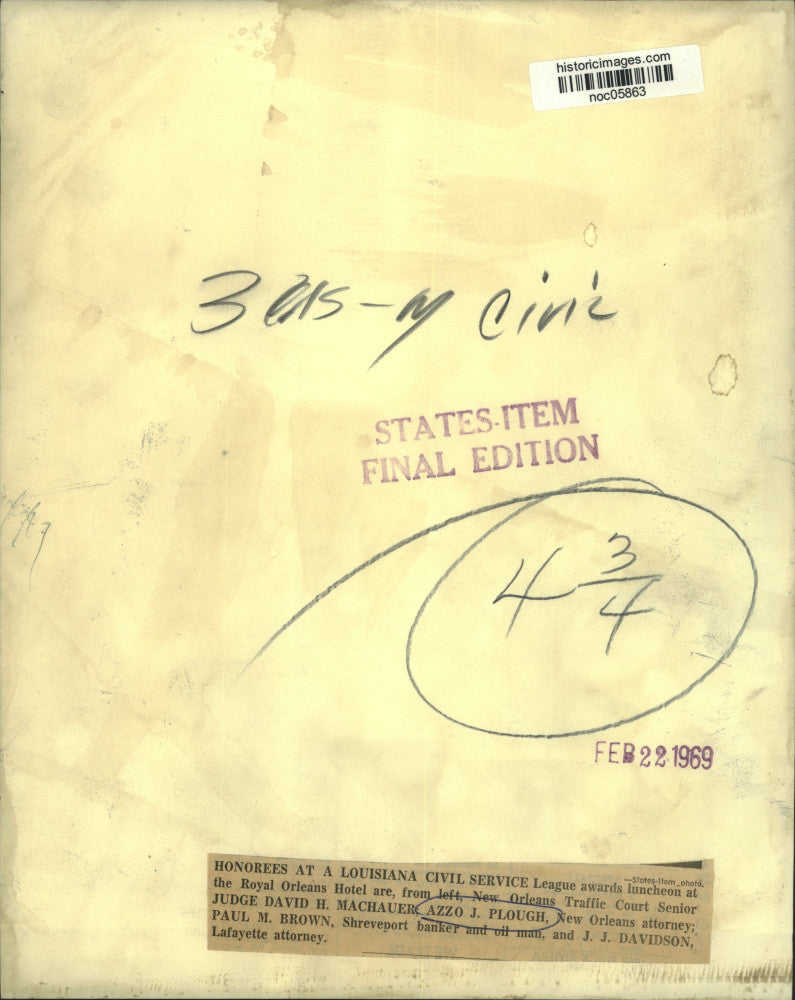 historicimages.com
noc05863
3 civic
STATES-ITEM
FINAL EDITION
4 3/4
FEB 22 1969
—States-Item photo.
HONOREES AT A LOUISIANA CIVIL SERVICE League awards luncheon at
the Royal Orleans Hotel are, from left, New Orleans Traffic Court Senior
JUDGE DAVID H. MACHAUER; AZZO J. PLOUGH, New Orleans attorney;
PAUL M. BROWN, Shreveport banker and oil man, and J. J. DAVIDSON,
Lafayette attorney.